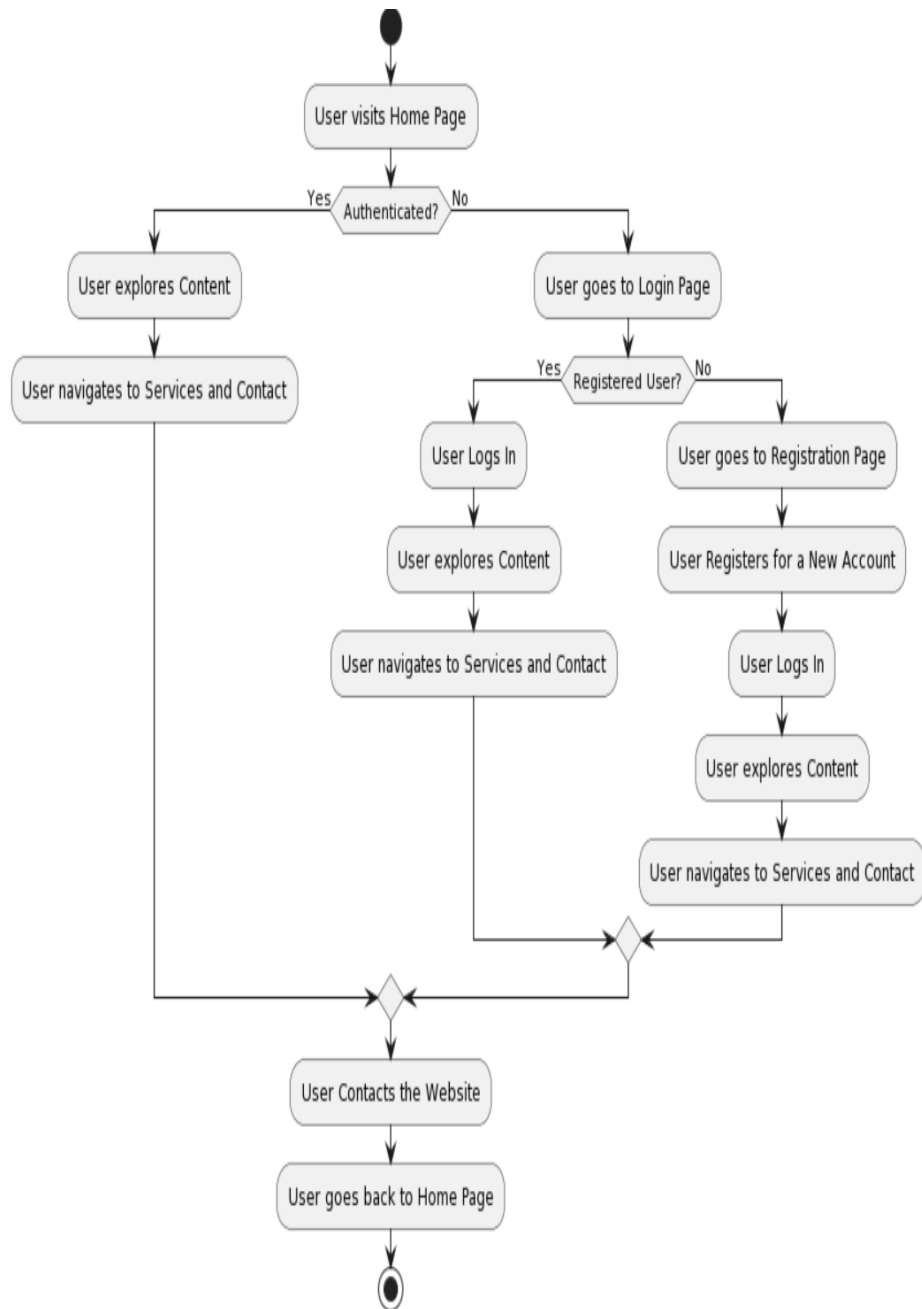 User visits Home Page
Yes
Authenticated?
No
User explores Content
User goes to Login Page
User navigates to Services and Contact
Yes
Registered User?
No
User Logs In
User goes to Registration Page
User explores Content
User Registers for a New Account
User navigates to Services and Contact
User Logs In
User explores Content
User navigates to Services and Contact
User Contacts the Website
User goes back to Home Page